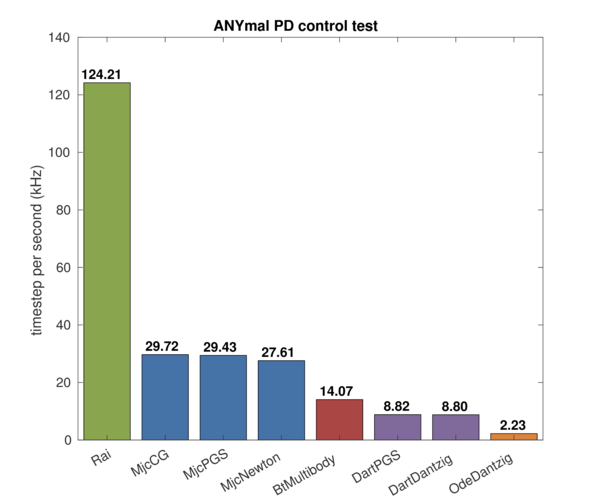 ANYmal PD control test
timestep per second (kHz)
140
120
100
80
60
40
20
0
124.21
29.72
29.43
27.61
14.07
8.82
8.80
2.23
Rai
MjcCG
MjcPGS
MjcNewton
BtMultibody
DartPGS
DartDantzig
OdeDantzig